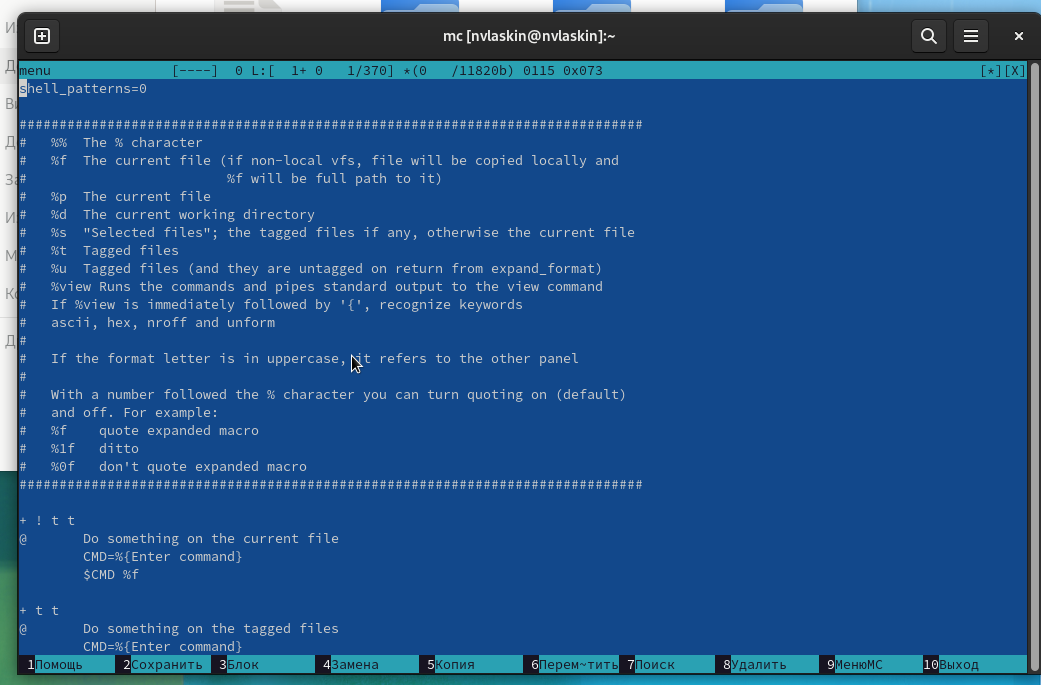 mc [nvlaskin@nvlaskin]:~
menu [----] 0 L:[ 1+ 0 1/370] *(0 /11820b) 0115 0x073 [*][X]
shell_patterns=0
##############################################################################
# %% The % character
# %f The current file (if non-local vfs, file will be copied locally and
# %f will be full path to it)
# %p The current file
# %d The current working directory
# %s "Selected files"; the tagged files if any, otherwise the current file
# %t Tagged files
# %u Tagged files (and they are untagged on return from expand_format)
# %view Runs the commands and pipes standard output to the view command
# If %view is immediately followed by '{', recognize keywords
# ascii, hex, nroff and unform
#
# If the format letter is in uppercase, it refers to the other panel
#
# With a number followed the % character you can turn quoting on (default)
# and off. For example:
# %f quote expanded macro
# %1f ditto
# %0f don't quote expanded macro
##############################################################################
+ ! t t
@ Do something on the current file
CMD=%{Enter command}
$CMD %f
+ t t
@ Do something on the tagged files
CMD=%{Enter command}
1Помощь 2Сохранить 3Блок 4Замена 5Копия 6Перем~тить 7Поиск 8Удалить 9МенюMC 10Выход